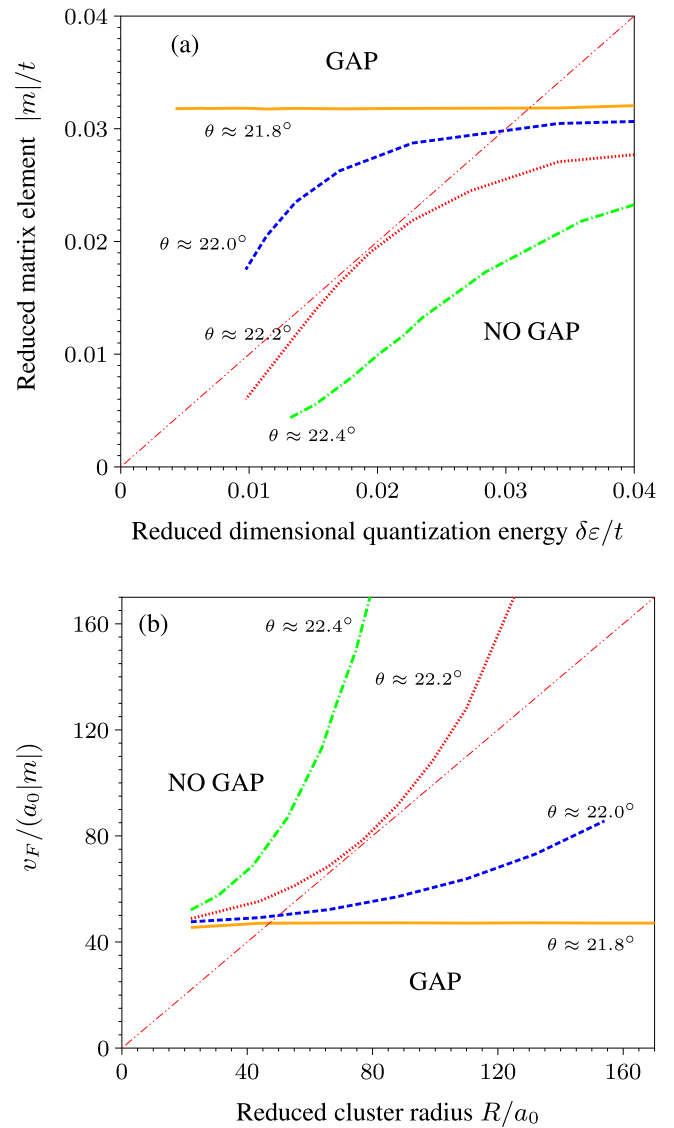 (a)
GAP
NO GAP
θ ≈ 21.8°
θ ≈ 22.0°
θ ≈ 22.2°
θ ≈ 22.4°
0.04
0.03
0.02
0.01
0
0 0.01 0.02 0.03 0.04
Reduced matrix element |m|/t
Reduced dimensional quantization energy δε/t
(b)
NO GAP
GAP
θ ≈ 22.4°
θ ≈ 22.2°
θ ≈ 22.0°
θ ≈ 21.8°
160
120
80
40
0
0 40 80 120 160
v_F/(a_0|m|)
Reduced cluster radius R/a_0